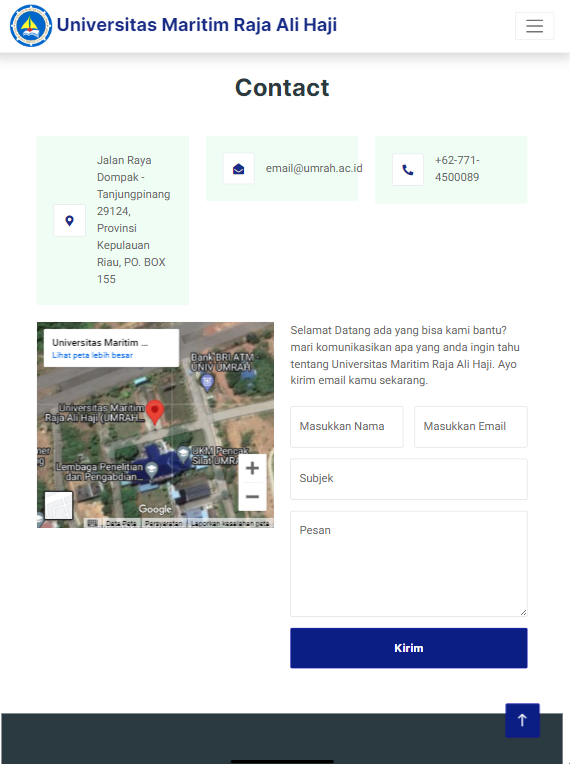 Universitas Maritim Raja Ali Haji
Contact
Jalan Raya
Dompak -
Tanjungpinang
29124,
Provinsi
Kepulauan
Riau, PO. BOX
155
email@umrah.ac.id
+62-771-
4500089
Universitas Maritim ...
Lihat peta lebih besar
Bank BRI ATM -
UNIV UMRAH
Universitas Maritim
Raja Ali Haji (UMRAH...
UKM Pencak
Silat UMRA
Lembaga Penelitian
dan Pengabdian...
Google
Data Peta
Persyaratan
Laporkan kesalahan peta
Selamat Datang ada yang bisa kami bantu?
mari komunikasikan apa yang anda ingin tahu
tentang Universitas Maritim Raja Ali Haji. Ayo
kirim email kamu sekarang.
Masukkan Nama
Masukkan Email
Subjek
Pesan
Kirim